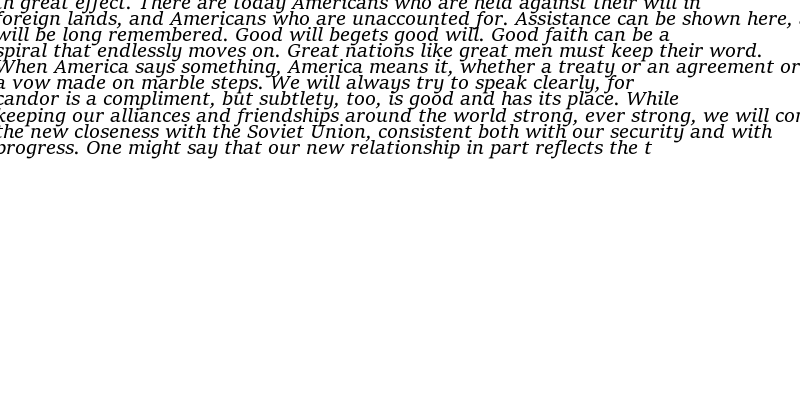 in great effect. There are today Americans who are held against their will in
foreign lands, and Americans who are unaccounted for. Assistance can be shown here,
will be long remembered. Good will begets good will. Good faith can be a
spiral that endlessly moves on. Great nations like great men must keep their word.
When America says something, America means it, whether a treaty or an agreement or
a vow made on marble steps. We will always try to speak clearly, for
candor is a compliment, but subtlety, too, is good and has its place. While
keeping our alliances and friendships around the world strong, ever strong, we will con
the new closeness with the Soviet Union, consistent both with our security and with
progress. One might say that our new relationship in part reflects the t